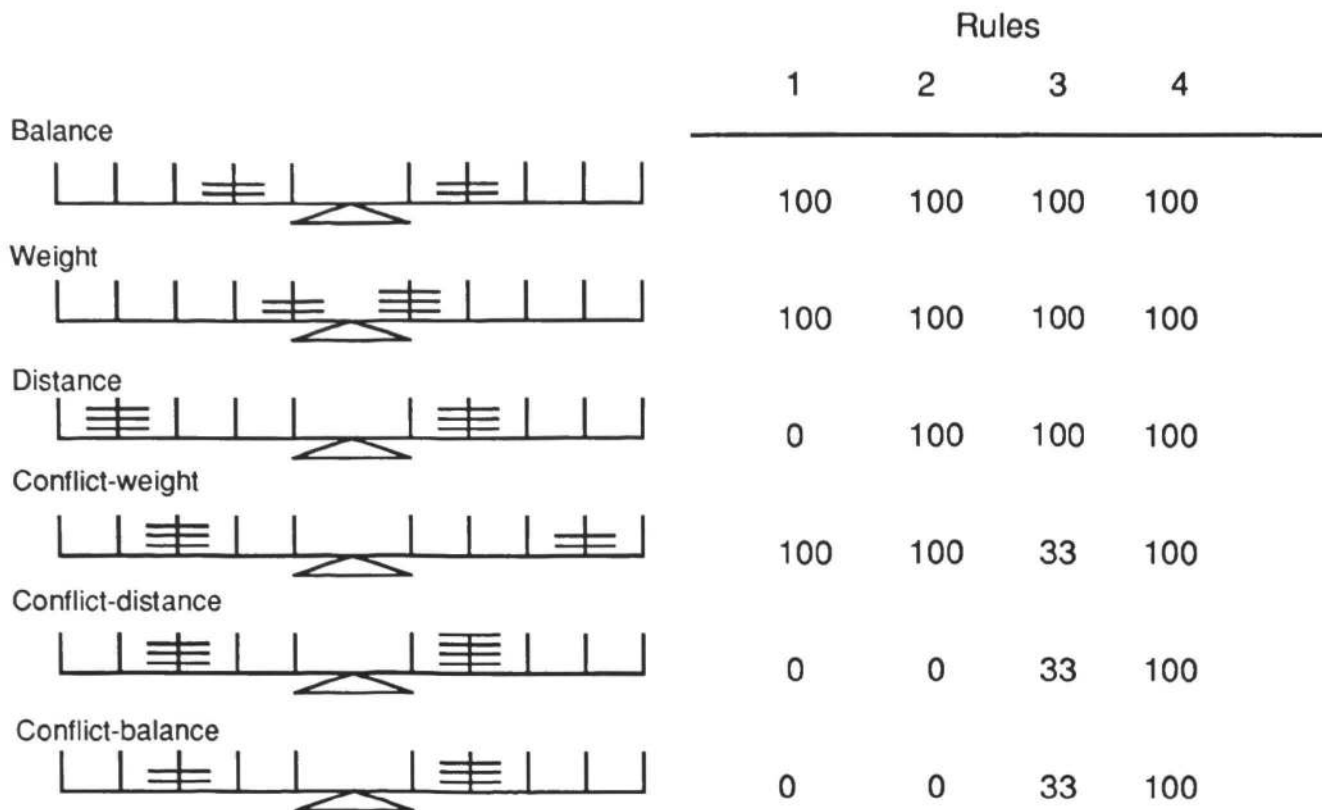 Rules
1 2 3 4
Balance
100 100 100 100
Weight
100 100 100 100
Distance
0 100 100 100
Conflict-weight
100 100 33 100
Conflict-distance
0 0 33 100
Conflict-balance
0 0 33 100